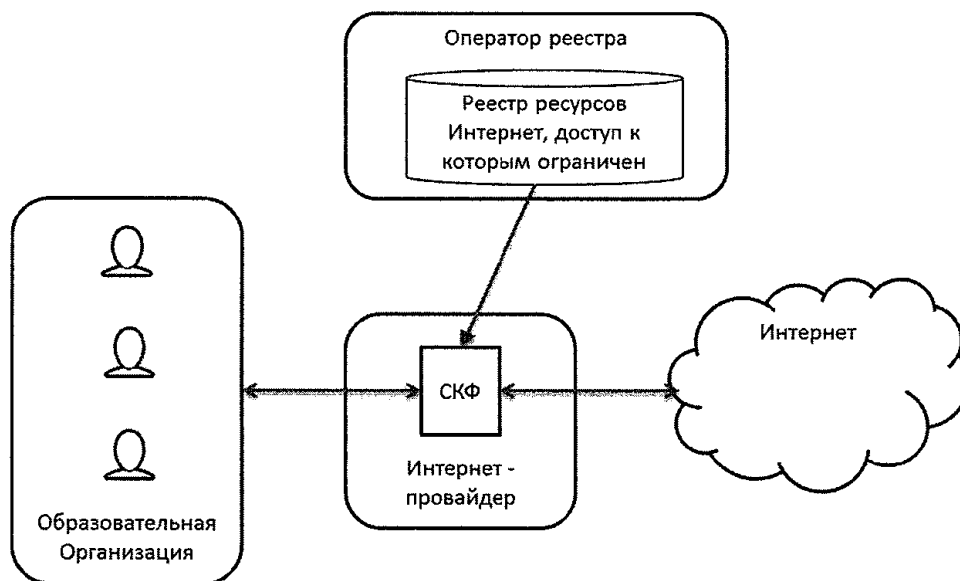 Оператор реестра
Реестр ресурсов
Интернет, доступ к
которым ограничен
Интернет
СКФ
Интернет -
провайдер
Образовательная
Организация